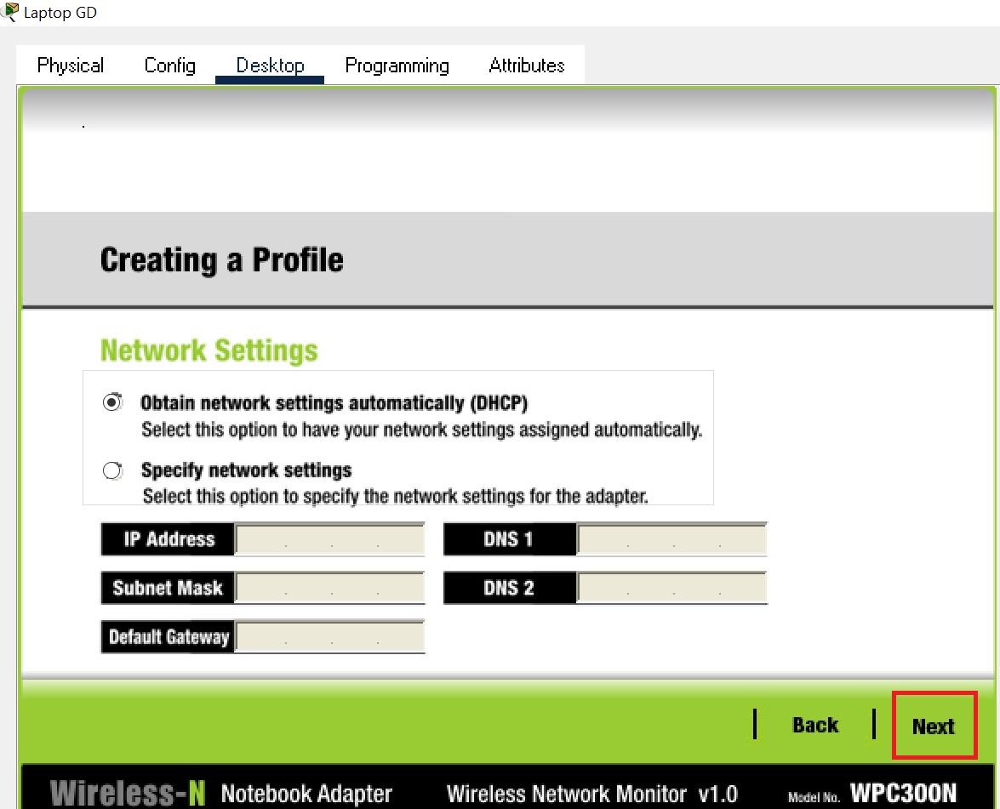 Laptop GD
Physical Config Desktop Programming Attributes
Creating a Profile
Network Settings
Obtain network settings automatically (DHCP)
Select this option to have your network settings assigned automatically.
Specify network settings
Select this option to specify the network settings for the adapter.
IP Address . . . DNS 1 . . .
Subnet Mask . . . DNS 2 . . .
Default Gateway . . .
Back Next
Wireless-N Notebook Adapter Wireless Network Monitor v1.0 Model No. WPC300N